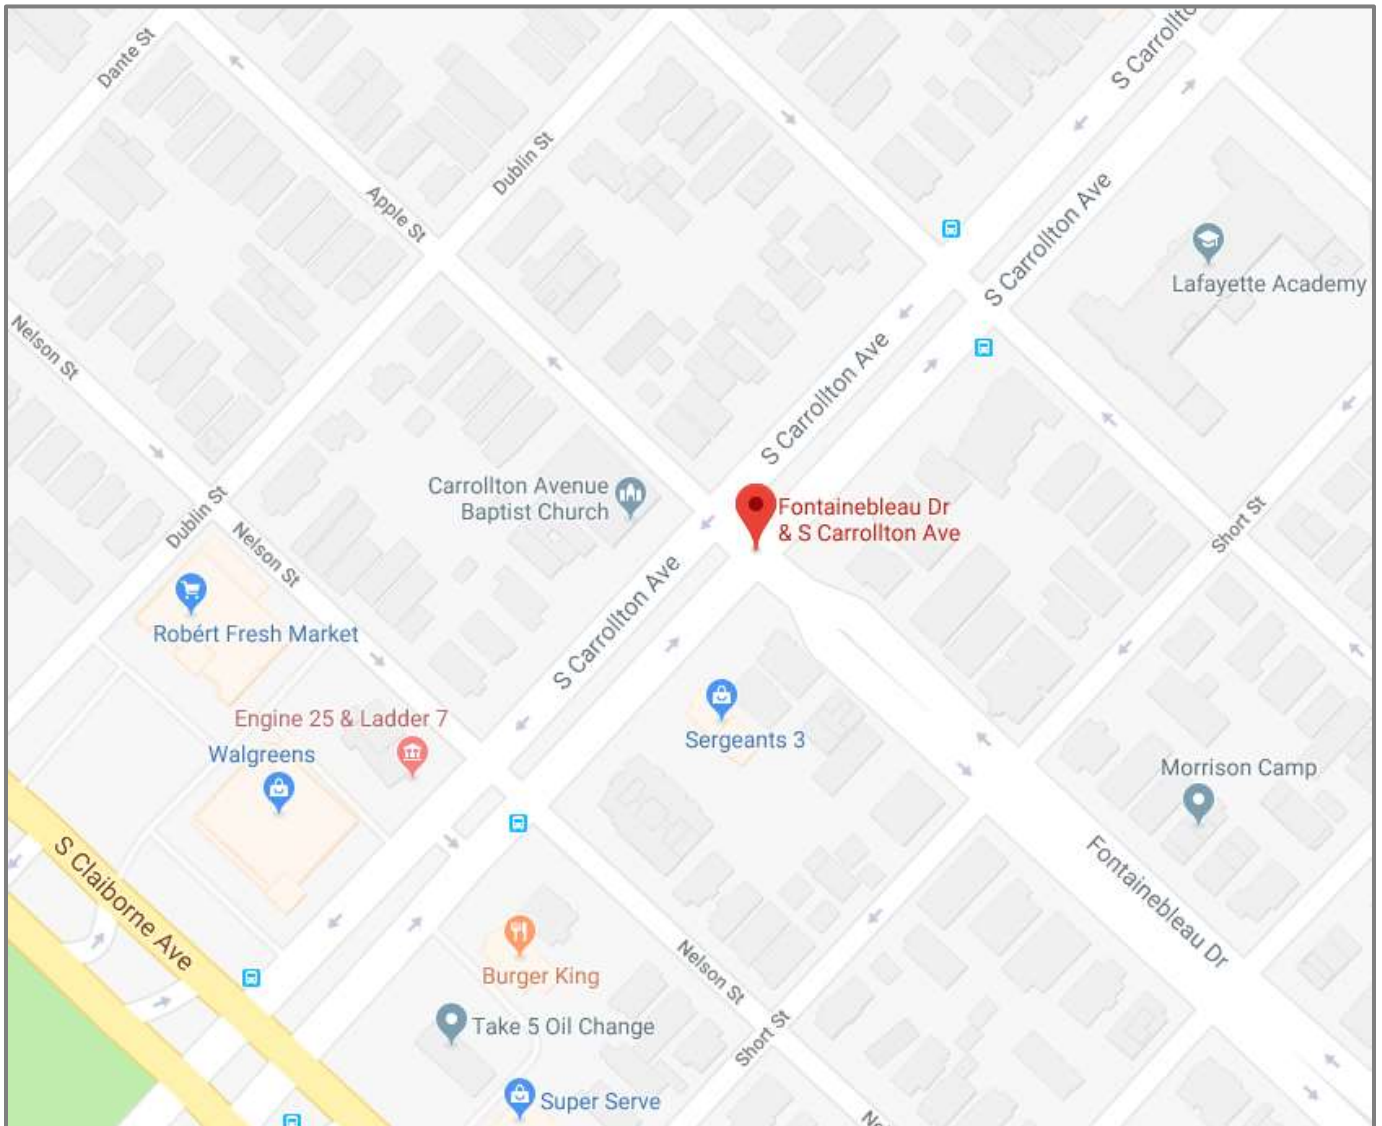 S Carrollto
Dante St
Dublin St
Apple St
S Carrollton Ave
Lafayette Academy
Nelson St
S Carrollton Ave
Carrollton Avenue
Baptist Church
Fontainebleau Dr
& S Carrollton Ave
Dublin St
Nelson St
Short St
Robért Fresh Market
S Carrollton Ave
Engine 25 & Ladder 7
Walgreens
Sergeants 3
Morrison Camp
S Claiborne Ave
Fontainebleau Dr
Burger King
Nelson St
Take 5 Oil Change
Short St
Super Serve
Ne